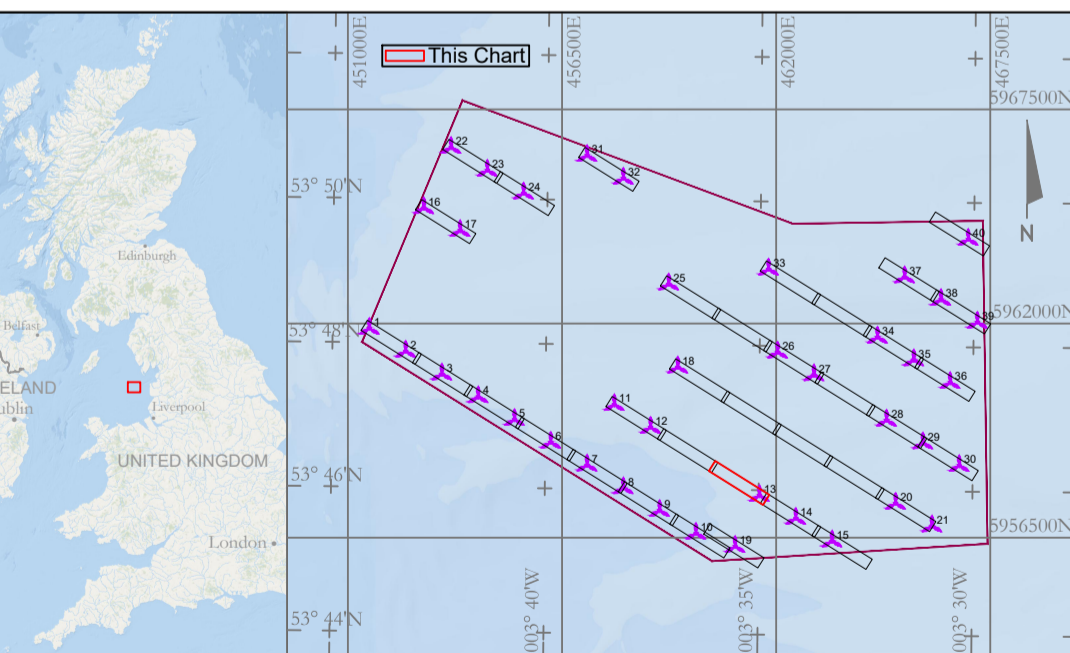 451000E
456500E
462000E
467500E
This Chart
5967500N
N
53° 50'N
22
23
24
31
32
16
17
40
33
37
38
39
25
5962000N
53° 48'N
1
2
3
4
5
6
7
8
9
10
19
34
35
36
26
27
28
29
30
18
11
12
13
14
15
20
21
53° 46'N
5956500N
53° 44'N
003° 40'W
003° 35'W
003° 30'W
Edinburgh
Belfast
ELAND
ublin
Liverpool
UNITED KINGDOM
London